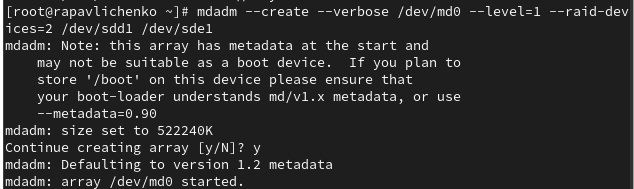 [root@rapavlichenko ~]# mdadm --create --verbose /dev/md0 --level=1 --raid-dev
ices=2 /dev/sdd1 /dev/sde1
mdadm: Note: this array has metadata at the start and
    may not be suitable as a boot device.  If you plan to
    store '/boot' on this device please ensure that
    your boot-loader understands md/v1.x metadata, or use
    --metadata=0.90
mdadm: size set to 522240K
Continue creating array [y/N]? y
mdadm: Defaulting to version 1.2 metadata
mdadm: array /dev/md0 started.